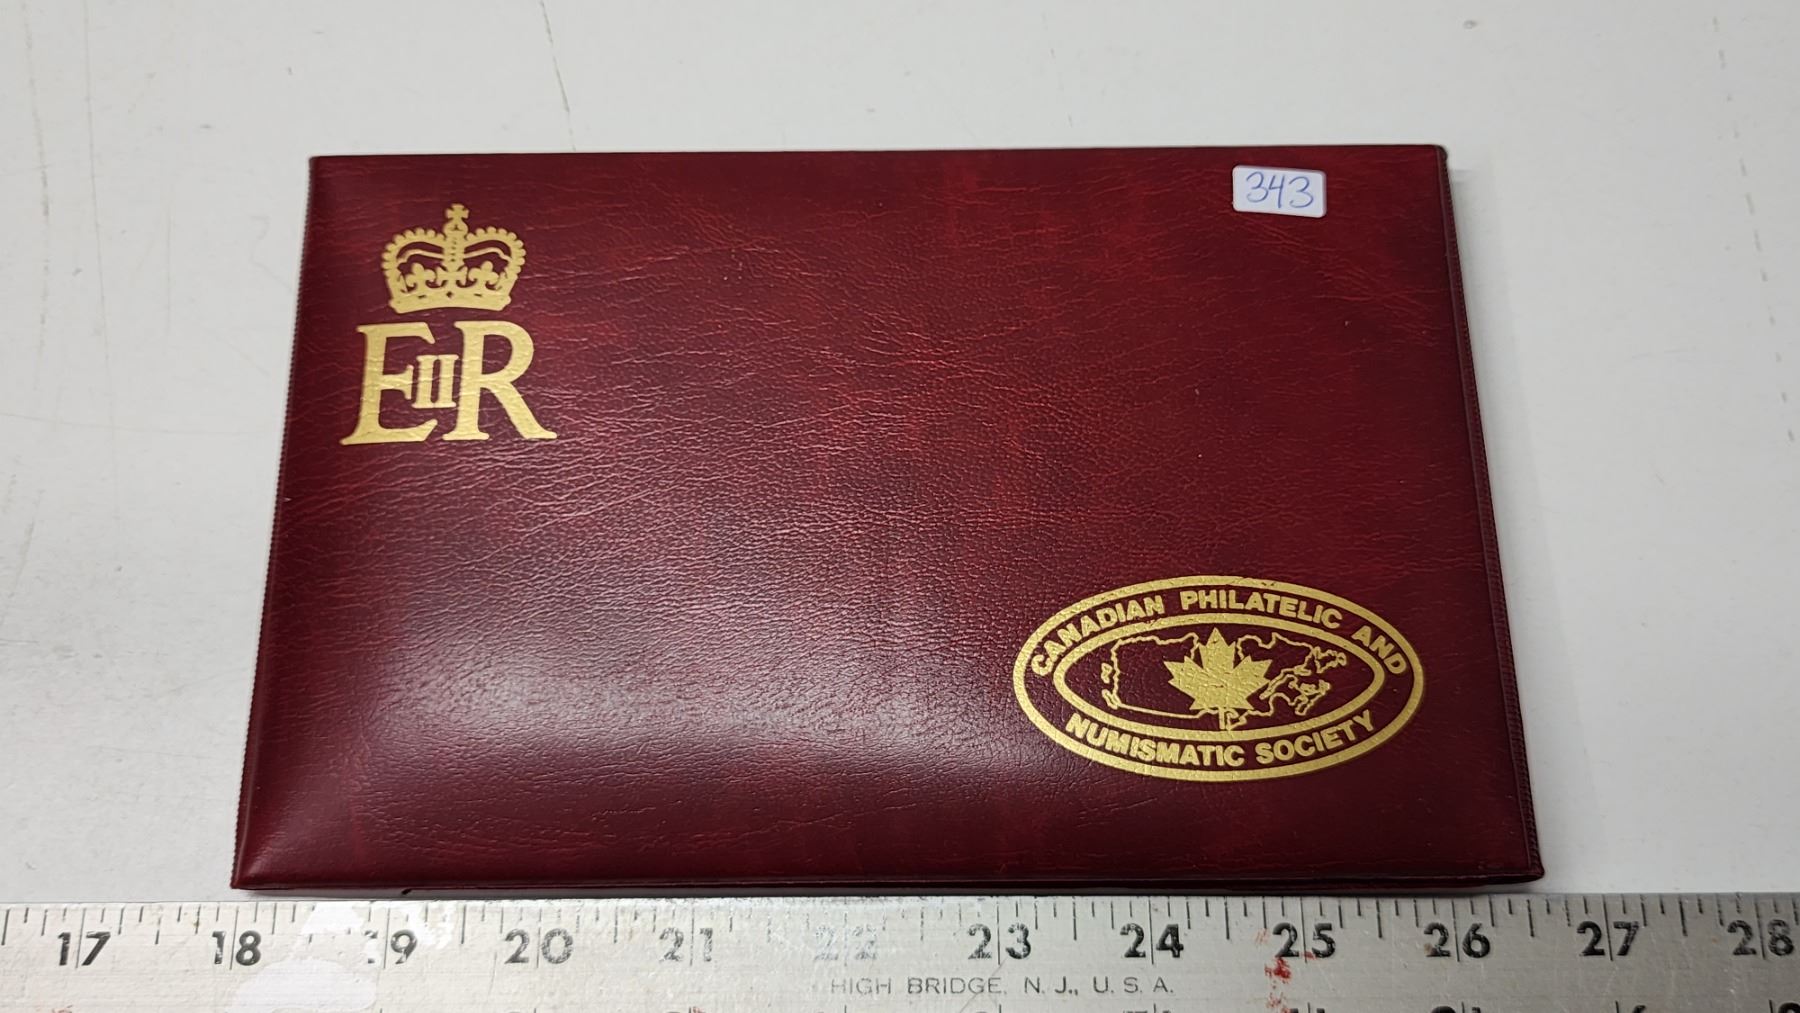 343
EIIR
CANADIAN PHILATELIC AND
NUMISMATIC SOCIETY
17 18 19 20 21 22 23 24 25 26 27 28
HIGH BRIDGE, N. J., U. S. A.